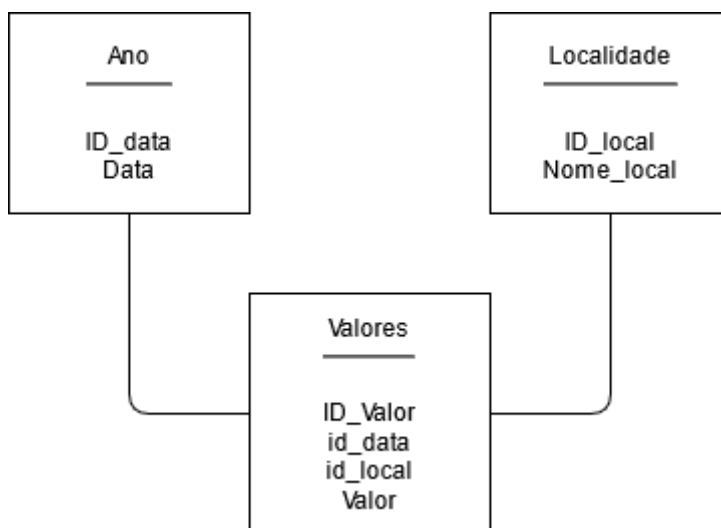 Ano
ID_data
Data
Localidade
ID_local
Nome_local
Valores
ID_Valor
id_data
id_local
Valor